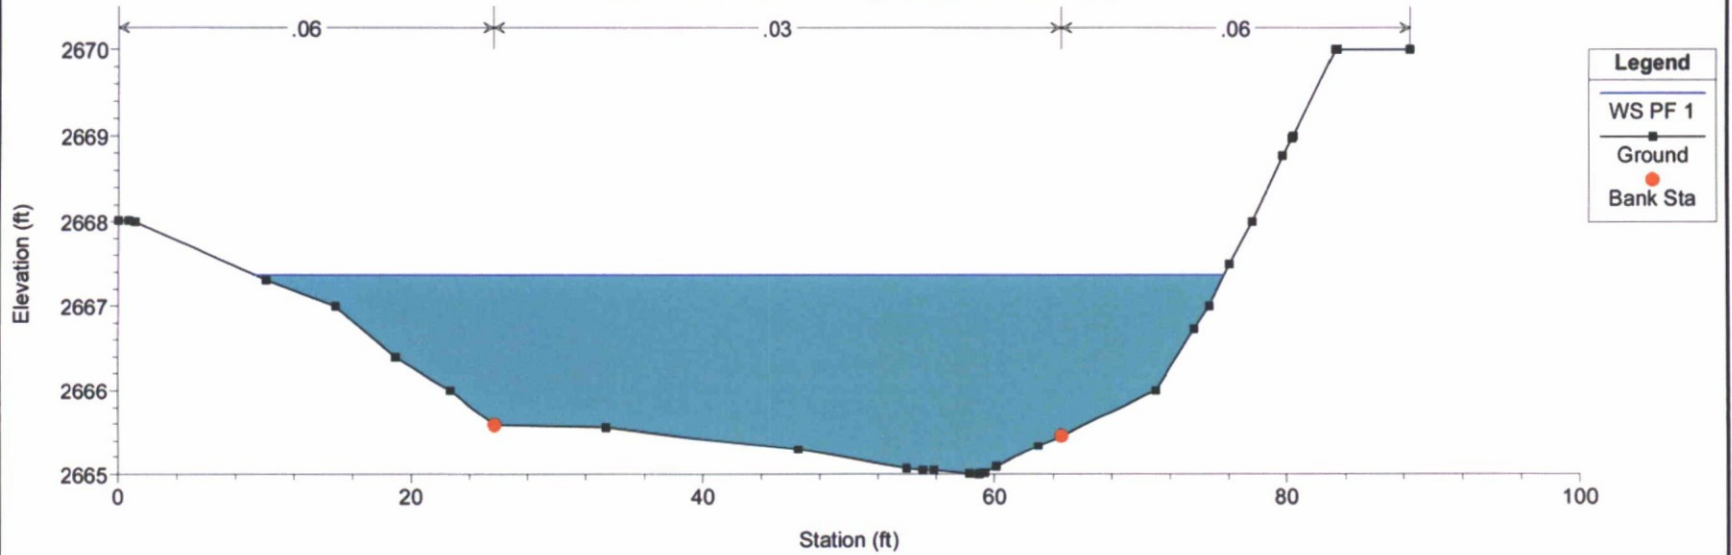 .06 .03 .06
2670
2669
2668
2667
2666
2665
Elevation (ft)
0 20 40 60 80 100
Station (ft)
Legend
WS PF 1
Ground
Bank Sta